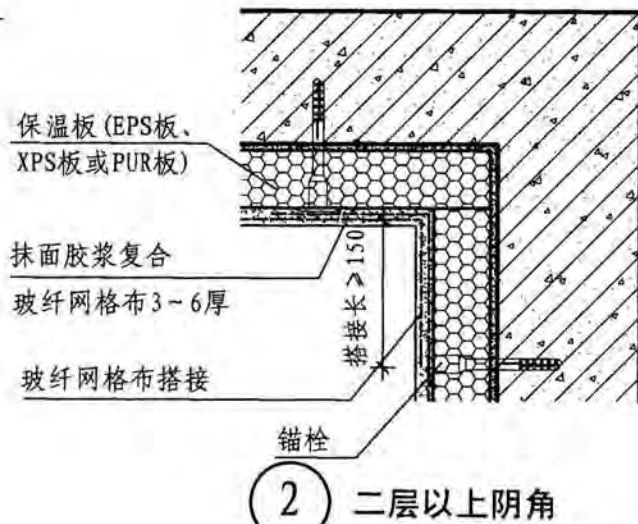 保温板(EPS板、
XPS板或PUR板)
抹面胶浆复合
玻纤网格布3~6厚
搭接长≥150
玻纤网格布搭接
锚栓
2 二层以上阴角